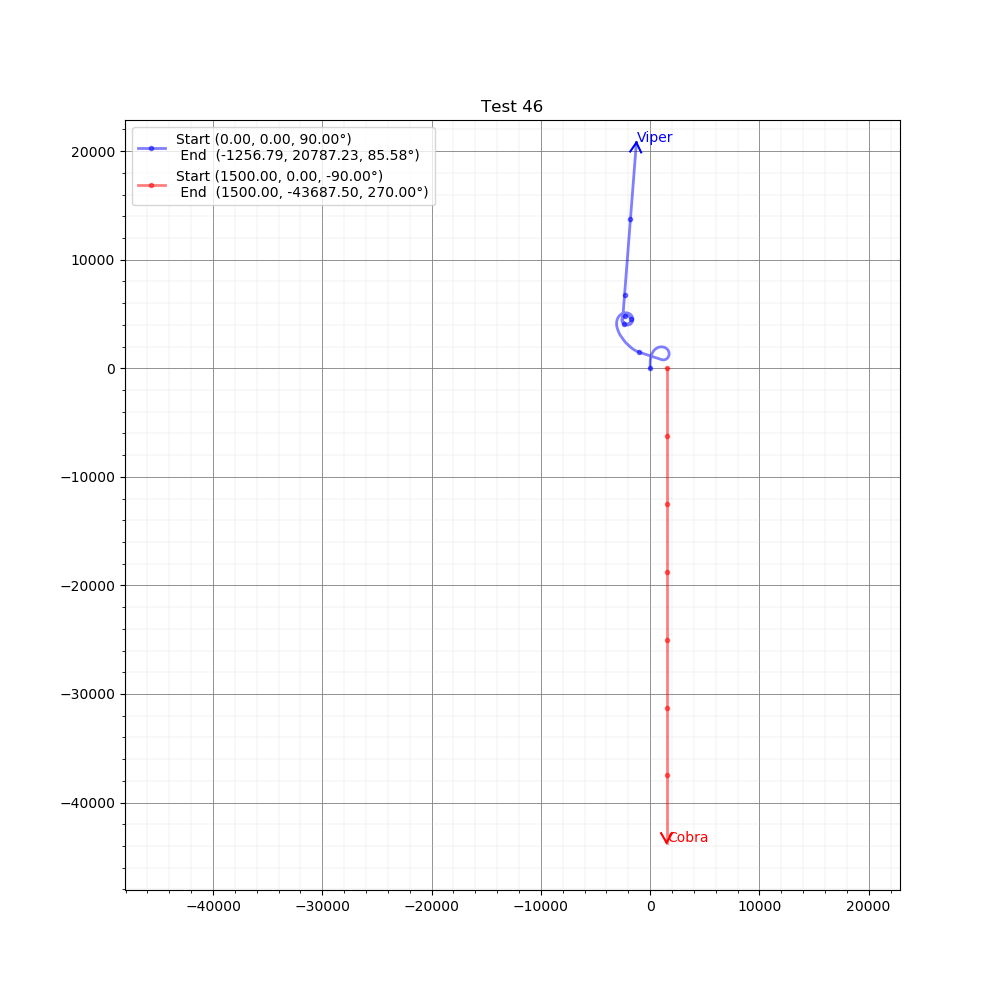 Test 46
Start (0.00, 0.00, 90.00°)
End (-1256.79, 20787.23, 85.58°)
Start (1500.00, 0.00, -90.00°)
End (1500.00, -43687.50, 270.00°)
Viper
Cobra
20000
10000
0
−10000
−20000
−30000
−40000
−40000 −30000 −20000 −10000 0 10000 20000